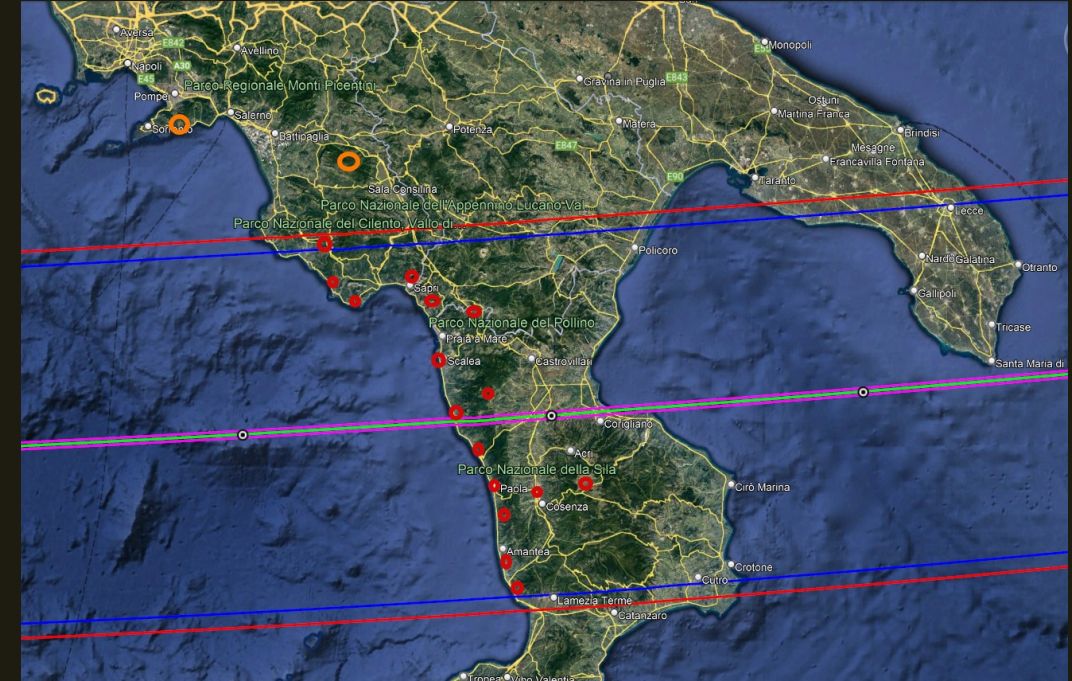 Aversa
E842
Avellino
E55
Monopoli
Napoli
A30
E45
Gravina in Puglia
E843
Parco Regionale Monti Picentini
Pompe
Ostuni
Martina Franca
Salerno
Matera
Battipaglia
Potenza
Brindisi
E847
Mesagne
Francavilla Fontana
E90
Taranto
Sala Consilina
Parco Nazionale dell'Appennino Lucano Val...
Lecce
Parco Nazionale del Cilento, Vallo di...
Policoro
Nardò
Galatina
Otranto
Sapri
Gallipoli
Parco Nazionale del Pollino
Tricase
Praia a Mare
Scalea
Castrovillari
Santa Maria di
Corigliano
Acri
Parco Nazionale della Sila
Paola
Cirò Marina
Cosenza
Amantea
Crotone
Cutro
Lamezia Terme
Catanzaro
Tropea
Vibo Valentia